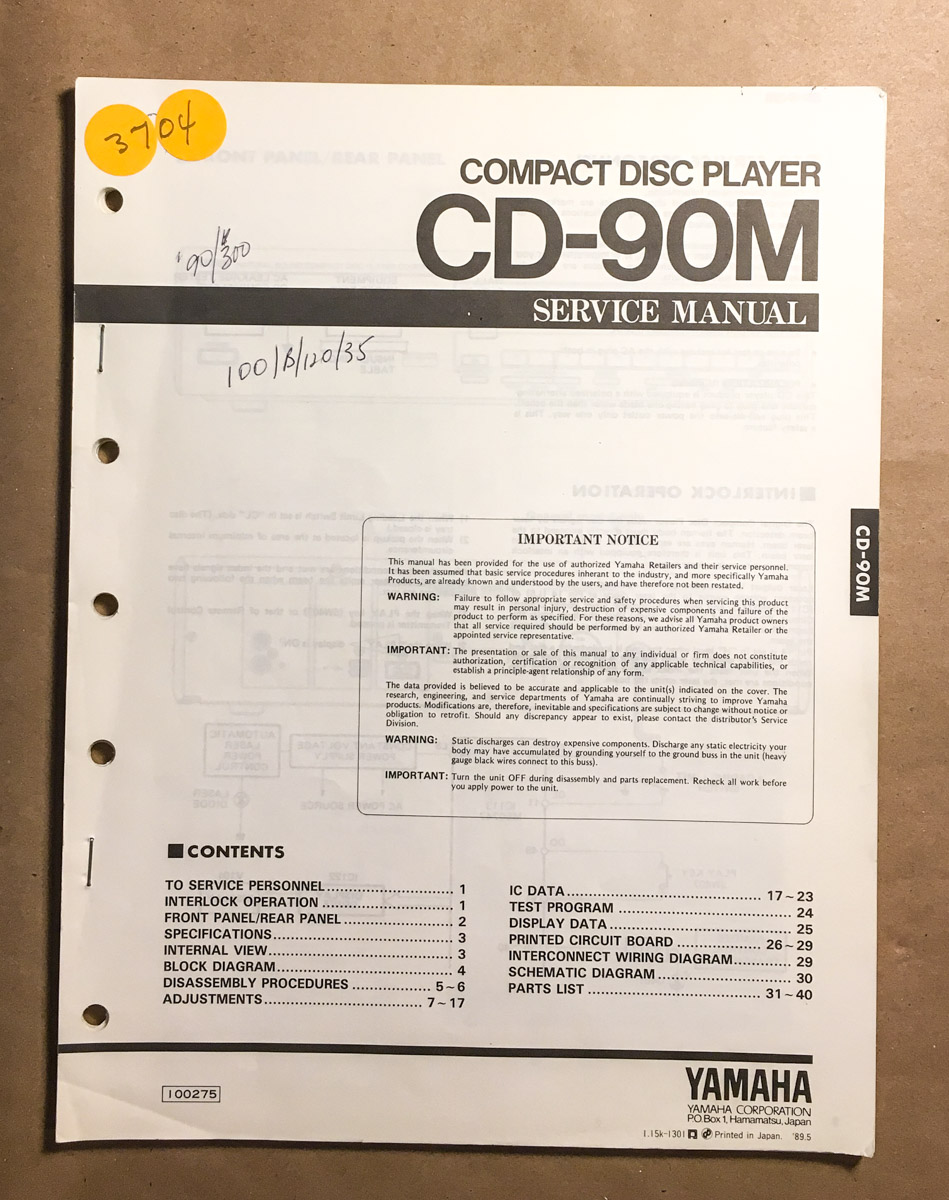 3704
COMPACT DISC PLAYER
CD-90M
'90/
SERVICE MANUAL
100/B/120/35
INTERLOCK OPERATION
CD-90M
IMPORTANT NOTICE
This manual has been provided for the use of authorized Yamaha Retailers and their service personnel.
It has been assumed that basic service procedures inherant to the industry, and more specifically Yamaha
Products, are already known and understood by the users, and have therefore not been restated.
WARNING: Failure to follow appropriate service and safety procedures when servicing this product
may result in personal injury, destruction of expensive components and failure of the
product to perform as specified. For these reasons, we advise all Yamaha product owners
that all service required should be performed by an authorized Yamaha Retailer or the
appointed service representative.
IMPORTANT: The presentation or sale of this manual to any individual or firm does not constitute
authorization, certification or recognition of any applicable technical capabilities, or
establish a principle-agent relationship of any form.
The data provided is believed to be accurate and applicable to the unit(s) indicated on the cover. The
research, engineering, and service departments of Yamaha are continually striving to improve Yamaha
products. Modifications are, therefore, inevitable and specifications are subject to change without notice or
obligation to retrofit. Should any discrepancy appear to exist, please contact the distributor's Service
Division.
WARNING: Static discharges can destroy expensive components. Discharge any static electricity your
body may have accumulated by grounding yourself to the ground buss in the unit (heavy
gauge black wires connect to this buss).
IMPORTANT: Turn the unit OFF during disassembly and parts replacement. Recheck all work before
you apply power to the unit.
■ CONTENTS
TO SERVICE PERSONNEL............................ 1
INTERLOCK OPERATION ............................. 1
FRONT PANEL/REAR PANEL......................... 2
SPECIFICATIONS........................................ 3
INTERNAL VIEW......................................... 3
BLOCK DIAGRAM....................................... 4
DISASSEMBLY PROCEDURES ................. 5~6
ADJUSTMENTS................................... 7~17
IC DATA.......................................... 17~23
TEST PROGRAM ...................................... 24
DISPLAY DATA........................................ 25
PRINTED CIRCUIT BOARD .................. 26~29
INTERCONNECT WIRING DIAGRAM............. 29
SCHEMATIC DIAGRAM.............................. 30
PARTS LIST ..................................... 31~40
100275
YAMAHA
YAMAHA CORPORATION
P.O.Box 1, Hamamatsu, Japan
1.15k-1301 Printed in Japan. '89.5